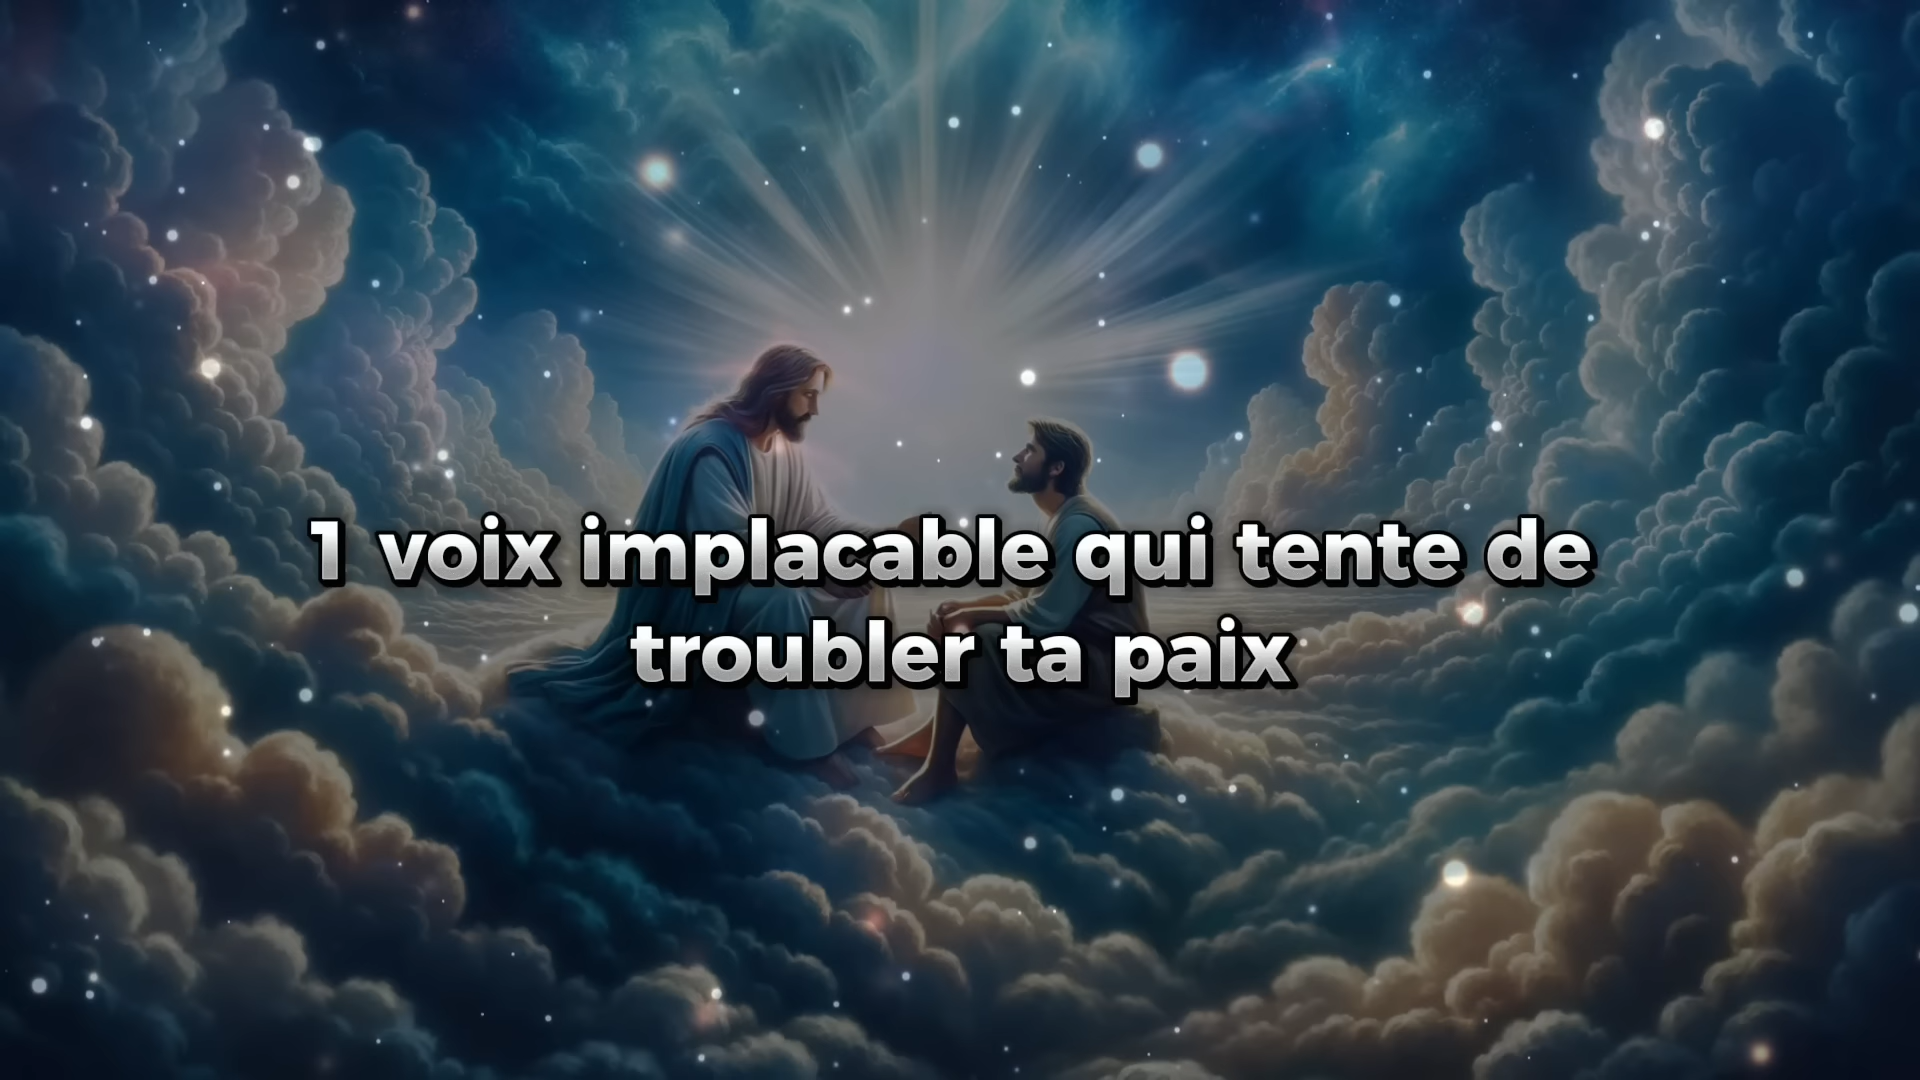 1 voix implacable qui tente de
troubler ta paix